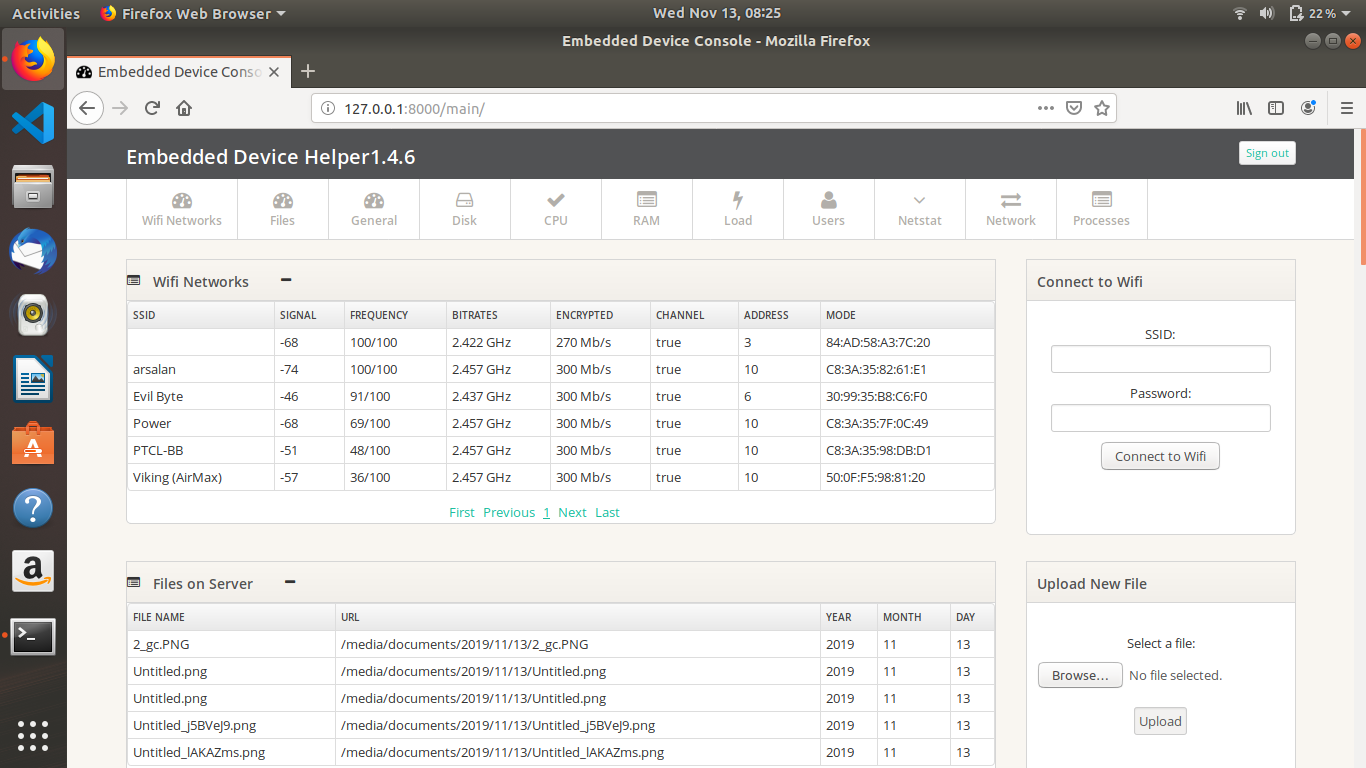 Activities Firefox Web Browser Wed Nov 13, 08:25 22%
Embedded Device Console - Mozilla Firefox
Embedded Device Conso
127.0.0.1:8000/main/
Embedded Device Helper1.4.6 Sign out
Wifi Networks Files General Disk CPU RAM Load Users Netstat Network Processes
Wifi Networks
SSID SIGNAL FREQUENCY BITRATES ENCRYPTED CHANNEL ADDRESS MODE
-68 100/100 2.422 GHz 270 Mb/s true 3 84:AD:58:A3:7C:20
arsalan -74 100/100 2.457 GHz 300 Mb/s true 10 C8:3A:35:82:61:E1
Evil Byte -46 91/100 2.437 GHz 300 Mb/s true 6 30:99:35:B8:C6:F0
Power -68 69/100 2.457 GHz 300 Mb/s true 10 C8:3A:35:7F:0C:49
PTCL-BB -51 48/100 2.457 GHz 300 Mb/s true 10 C8:3A:35:98:DB:D1
Viking (AirMax) -57 36/100 2.457 GHz 300 Mb/s true 10 50:0F:F5:98:81:20
First Previous 1 Next Last
Connect to Wifi
SSID:
Password:
Connect to Wifi
Files on Server
FILE NAME URL YEAR MONTH DAY
2_gc.PNG /media/documents/2019/11/13/2_gc.PNG 2019 11 13
Untitled.png /media/documents/2019/11/13/Untitled.png 2019 11 13
Untitled.png /media/documents/2019/11/13/Untitled.png 2019 11 13
Untitled_j5BVeJ9.png /media/documents/2019/11/13/Untitled_j5BVeJ9.png 2019 11 13
Untitled_lAKAZms.png /media/documents/2019/11/13/Untitled_lAKAZms.png 2019 11 13
Upload New File
Select a file:
Browse... No file selected.
Upload